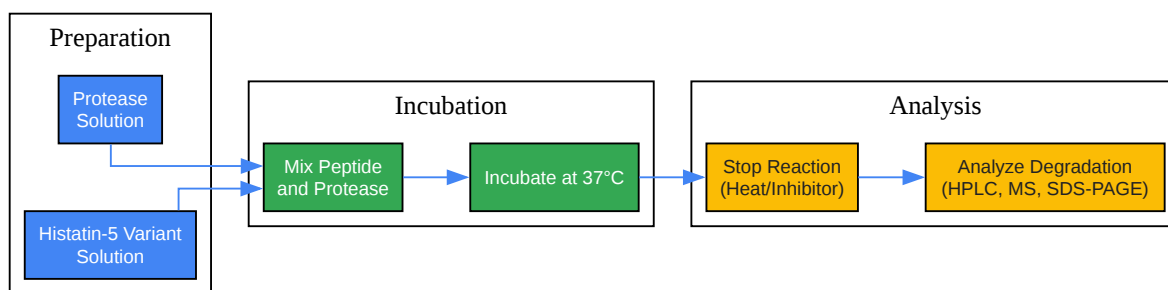 Preparation
Protease
Solution
Histatin-5 Variant
Solution
Incubation
Mix Peptide
and Protease
Incubate at 37°C
Analysis
Stop Reaction
(Heat/Inhibitor)
Analyze Degradation
(HPLC, MS, SDS-PAGE)